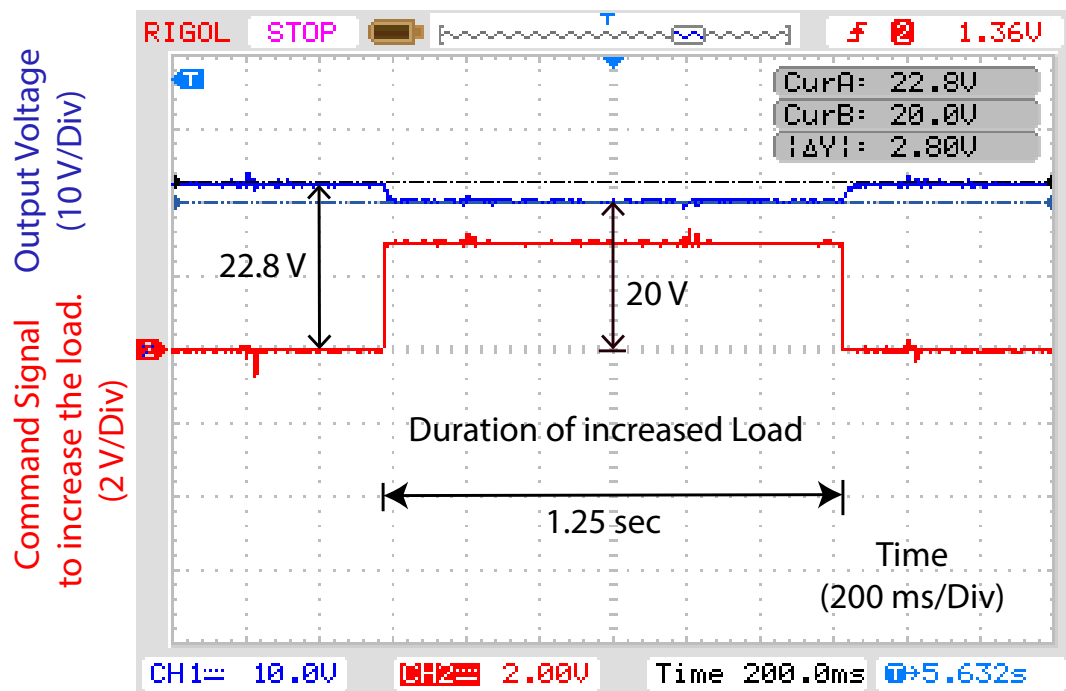 RIGOL STOP T 2 1.36V
T
CurA: 22.8V
CurB: 20.0V
|ΔY|: 2.80V
Output Voltage
(10 V/Div)
22.8 V
20 V
2
Command Signal
to increase the load.
(2 V/Div)
Duration of increased Load
1.25 sec
Time
(200 ms/Div)
CH1 10.0V CH2 2.00V Time 200.0ms T→5.632s